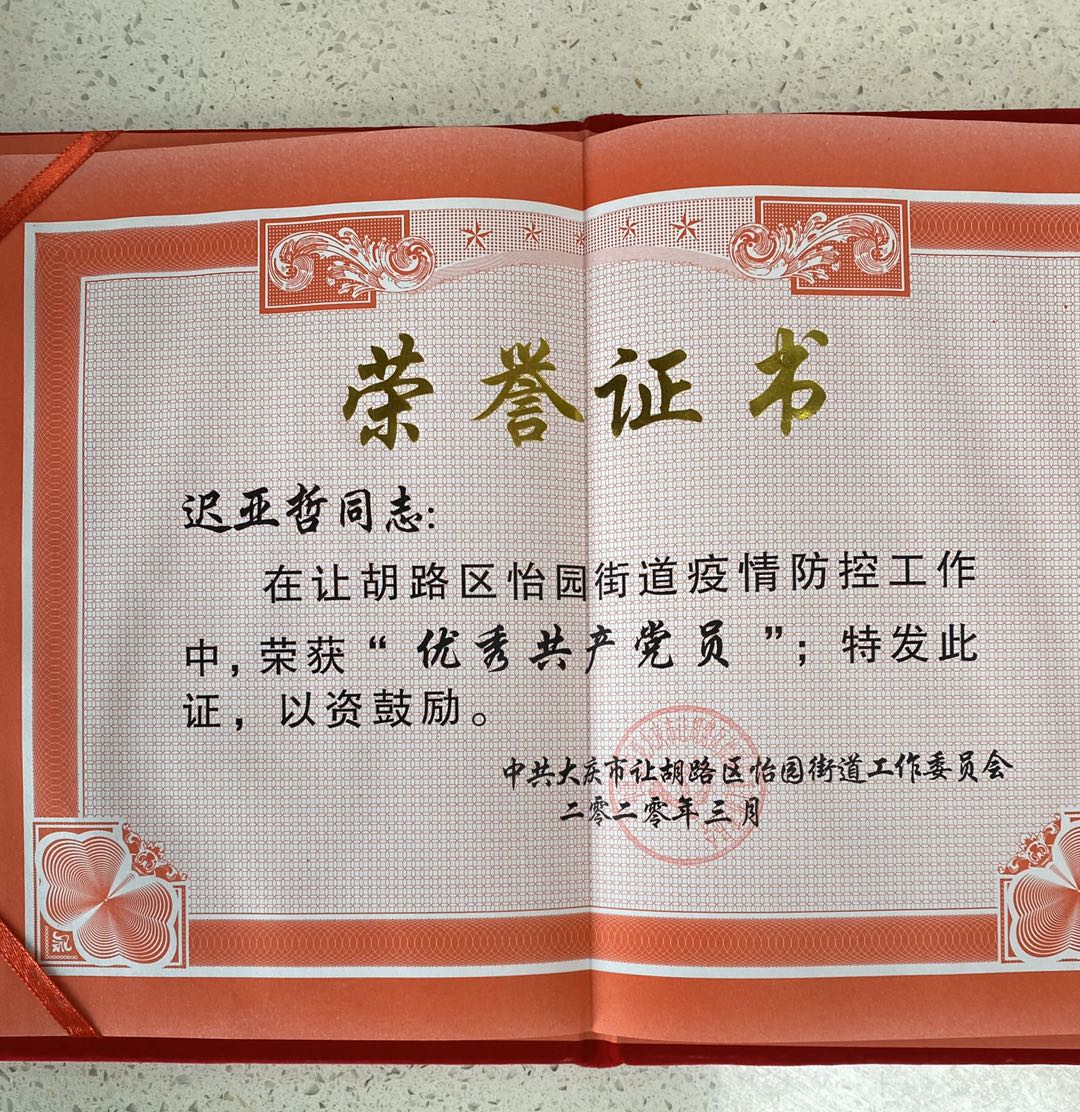 荣誉证书
迟亚哲同志:
在让胡路区怡园街道疫情防控工作
中,荣获“优秀共产党员”;特发此
证，以资鼓励。
中共大庆市让胡路区怡园街道工作委员会
二零二零年三月